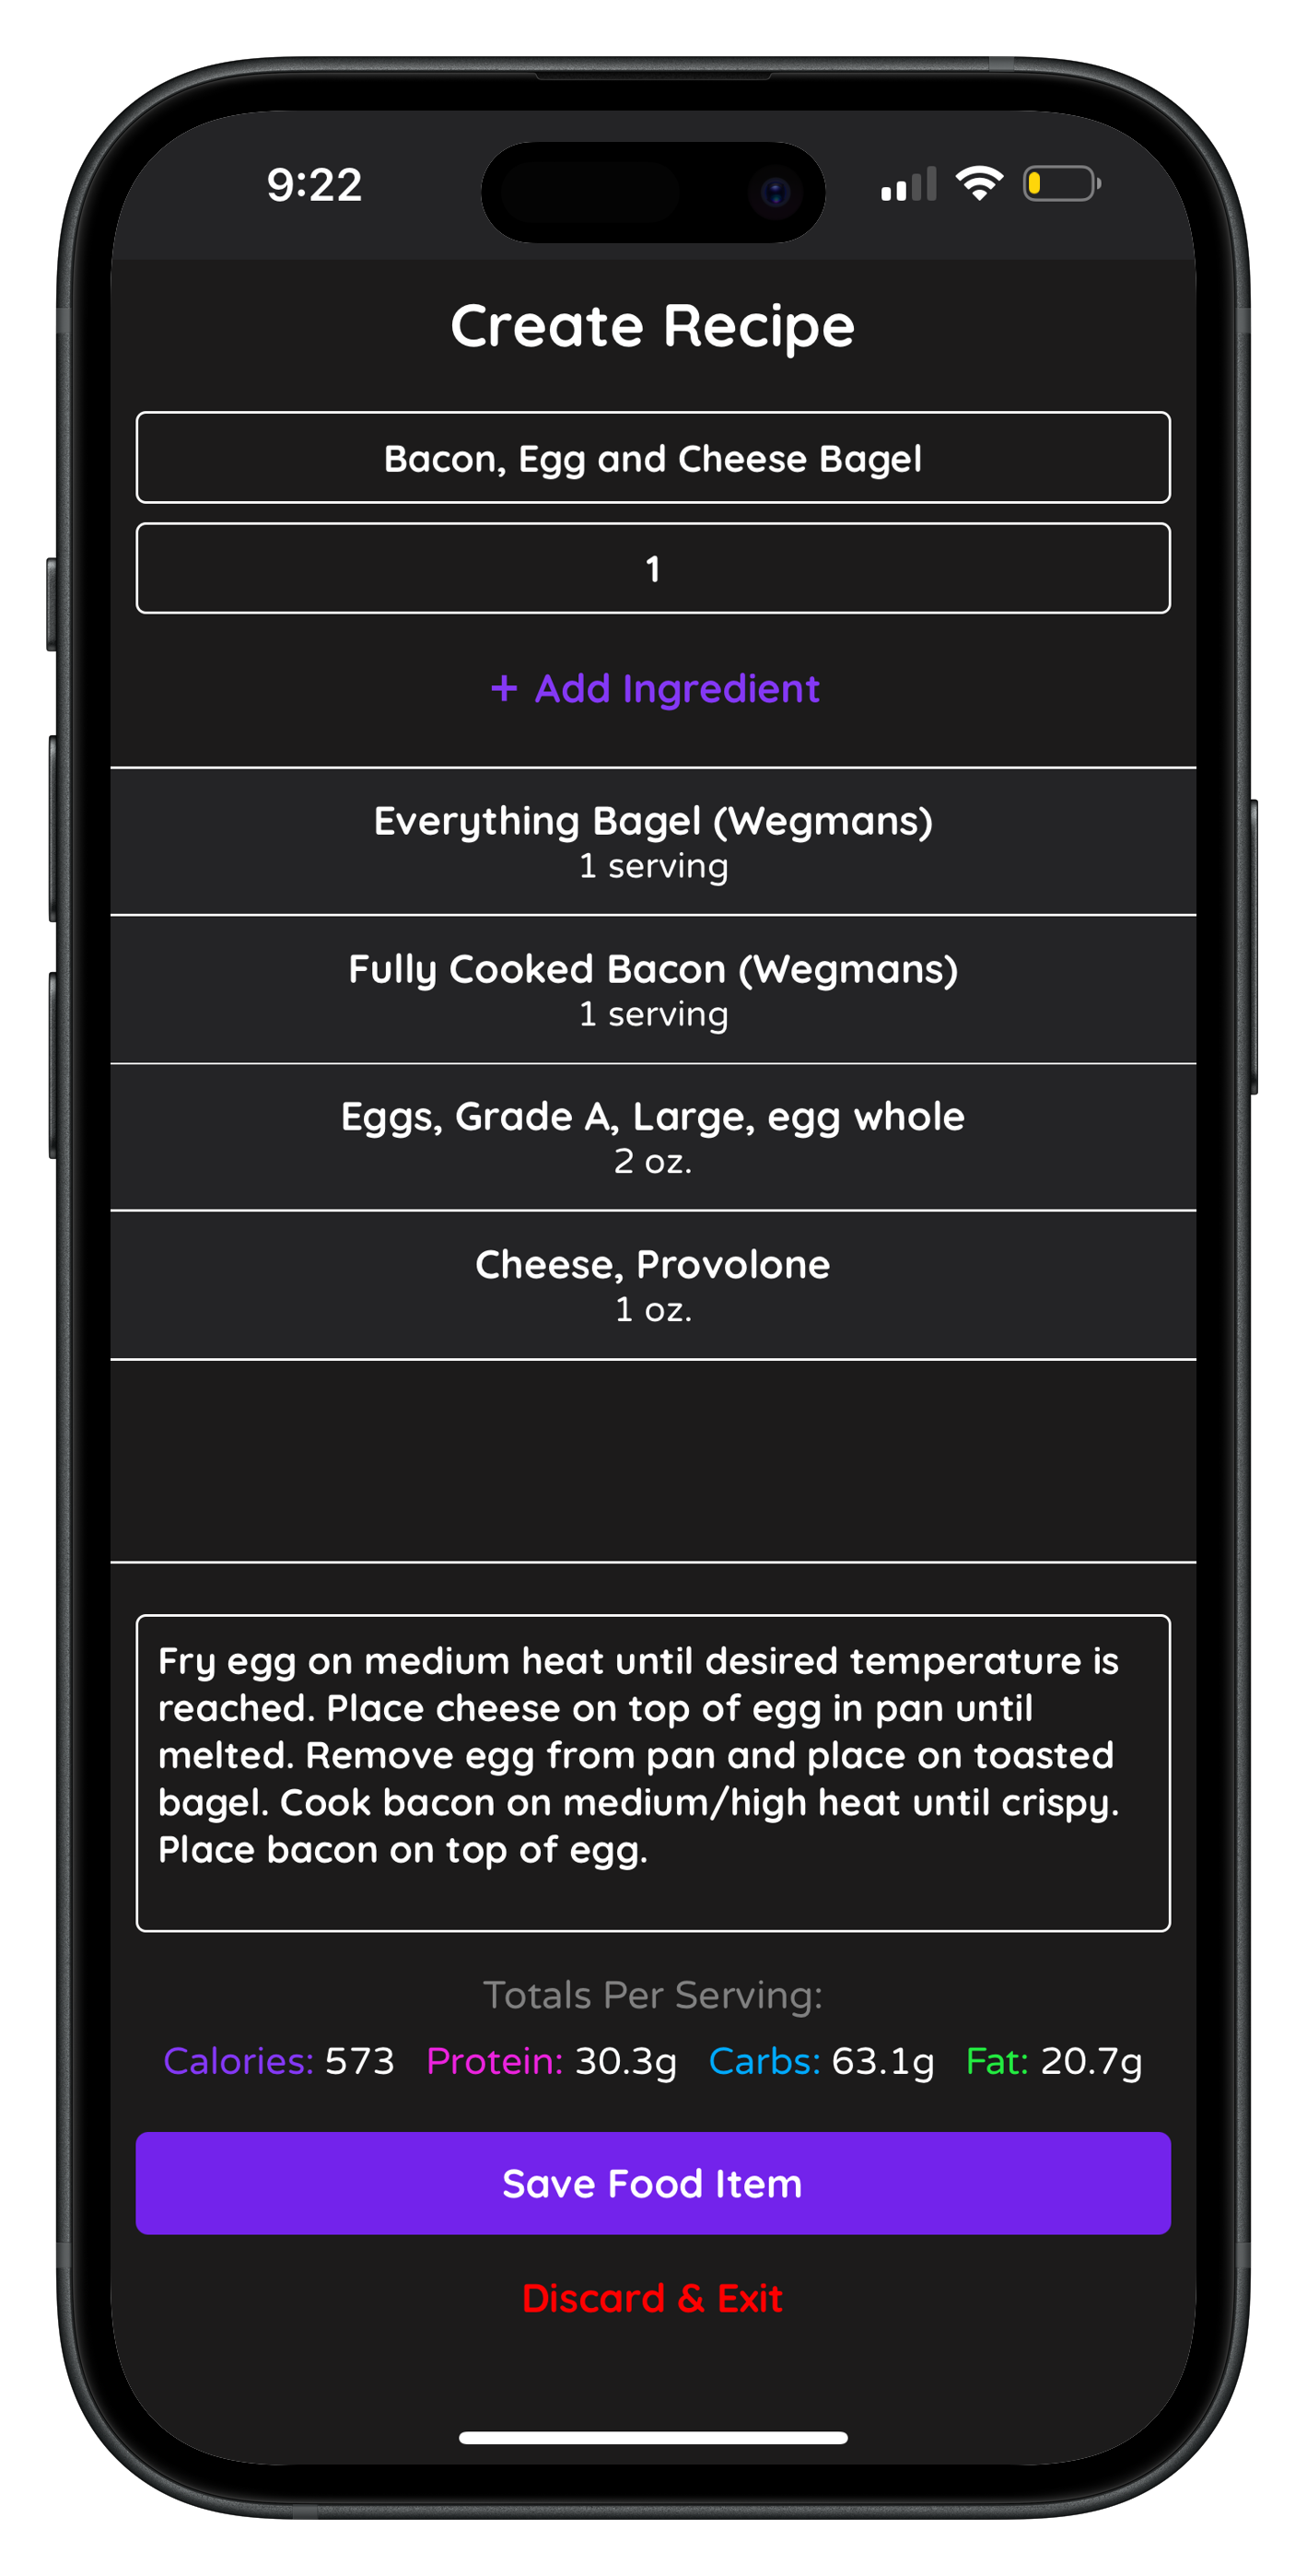 9:22
Create Recipe
Bacon, Egg and Cheese Bagel
1
+ Add Ingredient
Everything Bagel (Wegmans)
1 serving
Fully Cooked Bacon (Wegmans)
1 serving
Eggs, Grade A, Large, egg whole
2 oz.
Cheese, Provolone
1 oz.
Fry egg on medium heat until desired temperature is
reached. Place cheese on top of egg in pan until
melted. Remove egg from pan and place on toasted
bagel. Cook bacon on medium/high heat until crispy.
Place bacon on top of egg.
Totals Per Serving:
Calories: 573 Protein: 30.3g Carbs: 63.1g Fat: 20.7g
Save Food Item
Discard & Exit